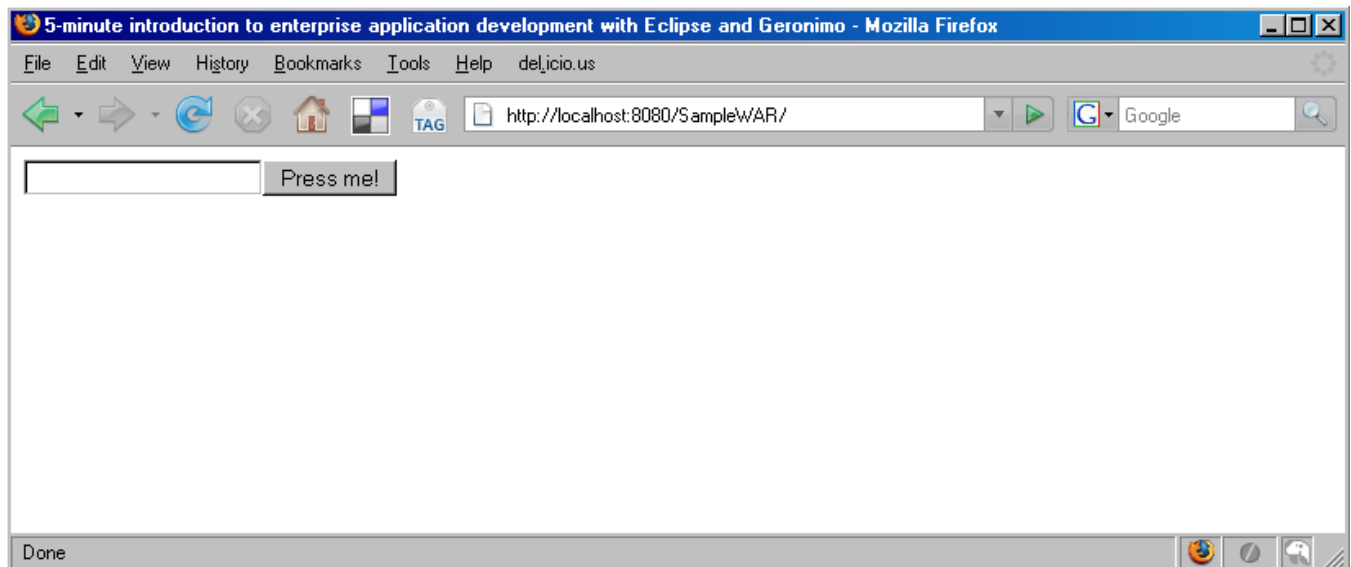 5-minute introduction to enterprise application development with Eclipse and Geronimo - Mozilla Firefox
File Edit View History Bookmarks Tools Help del.icio.us
TAG http://localhost:8080/SampleWAR/ G Google
Press me!
Done